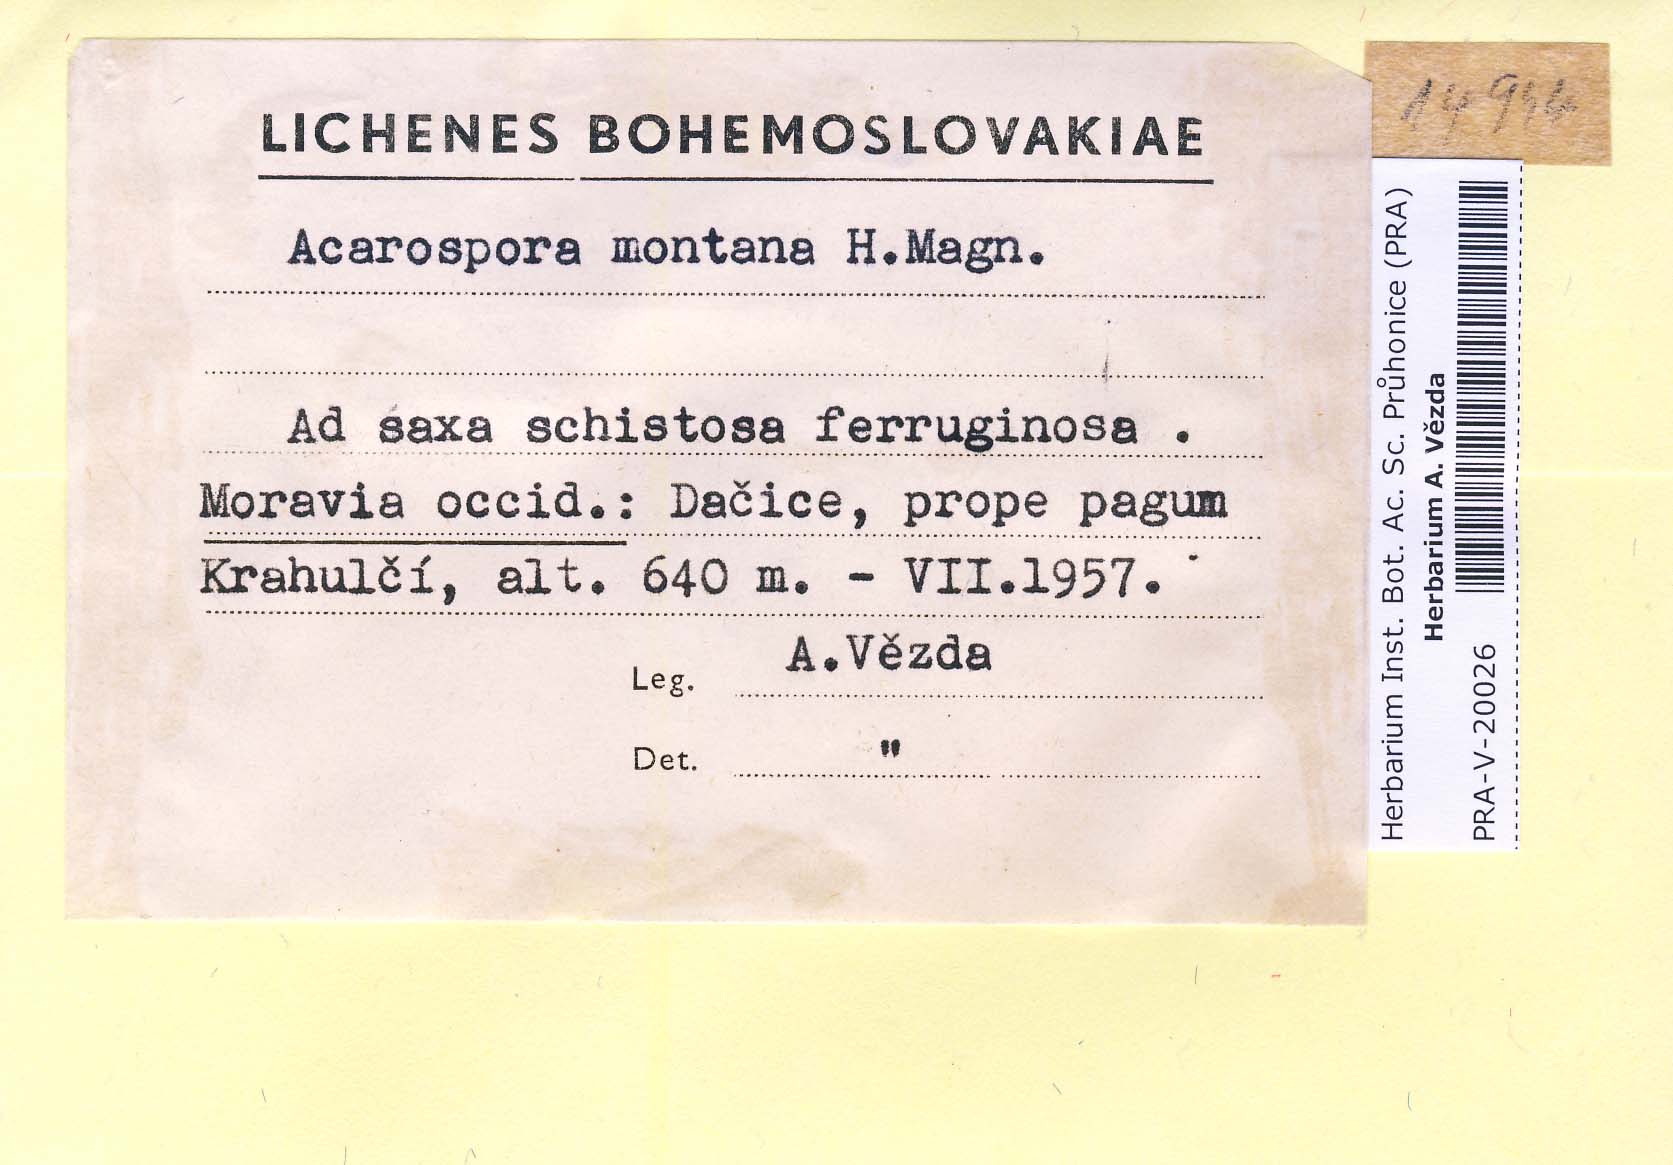 LICHENES BOHEMOSLOVAKIAE
Acarospora montana H.Magn.
Ad saxa schistosa ferruginosa .
Moravia occid.: Dačice, prope pagum
Krahulčí, alt. 640 m. - VII.1957.
Leg. A.Vězda
Det. "
14944
Herbarium Inst. Bot. Ac. Sc. Průhonice (PRA)
Herbarium A. Vězda
PRA-V-20026